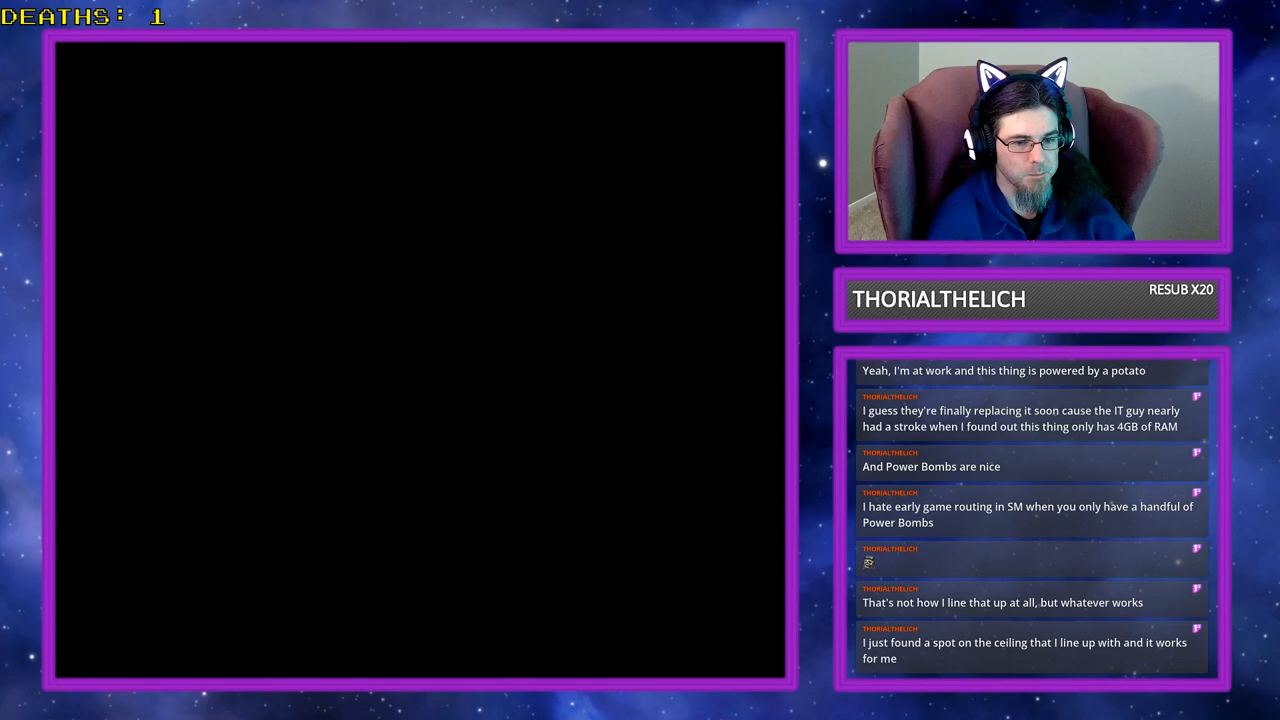 DEATHS: 1
THORIALTHELICH
RESUB X20
Yeah, I'm at work and this thing is powered by a potato
THORIALTHELICH
I guess they're finally replacing it soon cause the IT guy nearly
had a stroke when I found out this thing only has 4GB of RAM
THORIALTHELICH
And Power Bombs are nice
THORIALTHELICH
I hate early game routing in SM when you only have a handful of
Power Bombs
THORIALTHELICH
THORIALTHELICH
That's not how I line that up at all, but whatever works
THORIALTHELICH
I just found a spot on the ceiling that I line up with and it works
for me